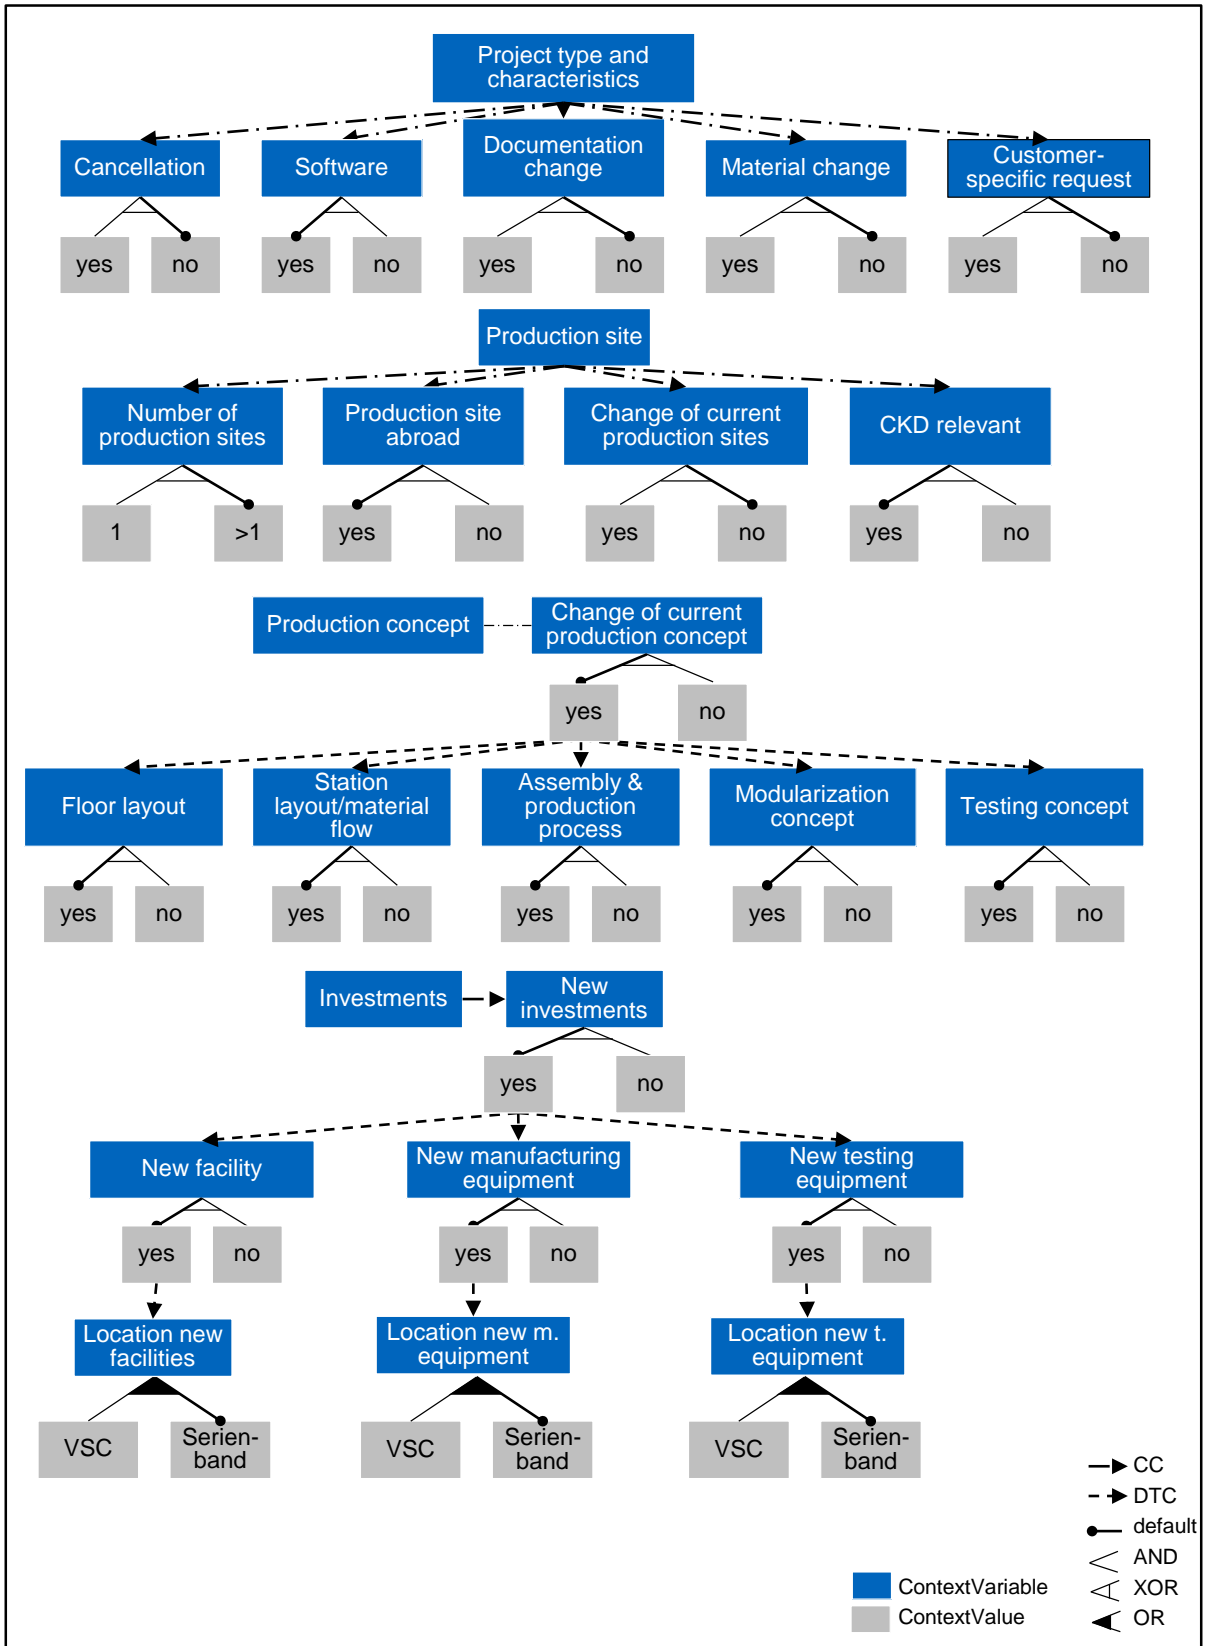 Project type and
characteristics
Cancellation
Software
Documentation
change
Material change
Customer-
specific request
yes
no
yes
no
yes
no
yes
no
yes
no
Production site
Number of
production sites
Production site
abroad
Change of current
production sites
CKD relevant
1
>1
yes
no
yes
no
yes
no
Production concept
Change of current
production concept
yes
no
Floor layout
Station
layout/material
flow
Assembly &
production
process
Modularization
concept
Testing concept
yes
no
yes
no
yes
no
yes
no
yes
no
Investments
New
investments
yes
no
New facility
New manufacturing
equipment
New testing
equipment
yes
no
yes
no
yes
no
Location new
facilities
Location new m.
equipment
Location new t.
equipment
VSC
Serien-
band
VSC
Serien-
band
VSC
Serien-
band
CC
DTC
default
AND
XOR
OR
ContextVariable
ContextValue